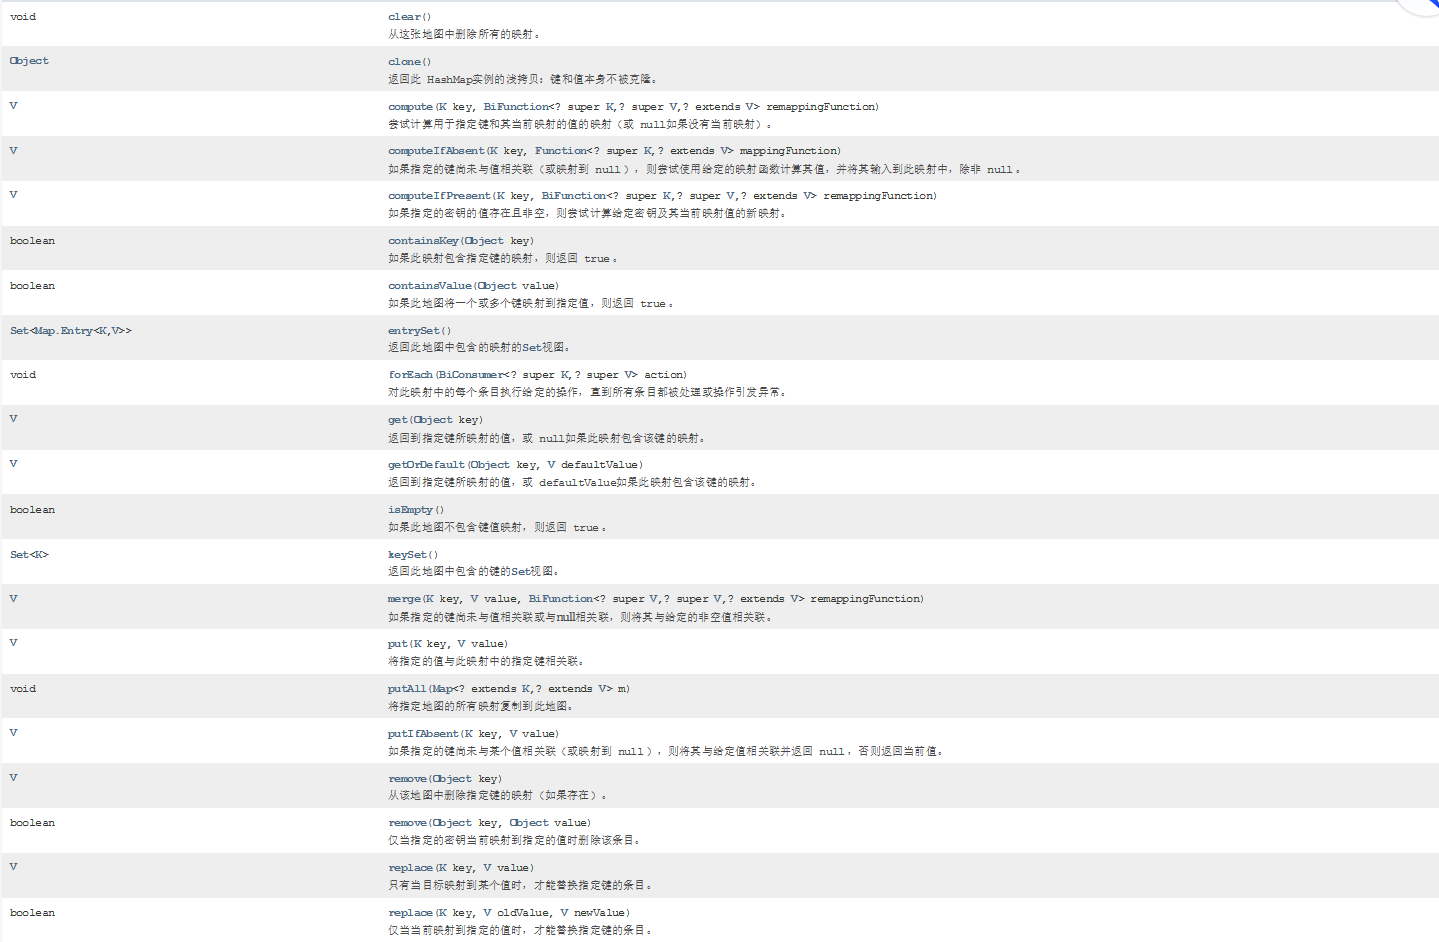 void clear()
从这张地图中删除所有的映射。
Object clone()
返回此 HashMap实例的浅拷贝：键和值本身不被克隆。
V compute(K key, BiFunction<? super K,? super V,? extends V> remappingFunction)
尝试计算用于指定键和其当前映射的值的映射（或 null如果没有当前映射）。
V computeIfAbsent(K key, Function<? super K,? extends V> mappingFunction)
如果指定的键尚未与值相关联（或映射到 null ），则尝试使用给定的映射函数计算其值，并将其输入到此映射中，除非 null 。
V computeIfPresent(K key, BiFunction<? super K,? super V,? extends V> remappingFunction)
如果指定的密钥的值存在且非空，则尝试计算给定密钥及其当前映射值的新映射。
boolean containsKey(Object key)
如果此映射包含指定键的映射，则返回 true 。
boolean containsValue(Object value)
如果此地图将一个或多个键映射到指定值，则返回 true 。
Set<Map.Entry<K,V>> entrySet()
返回此地图中包含的映射的Set视图。
void forEach(BiConsumer<? super K,? super V> action)
对此映射中的每个条目执行给定的操作，直到所有条目都被处理或操作引发异常。
V get(Object key)
返回到指定键所映射的值，或 null如果此映射包含该键的映射。
V getOrDefault(Object key, V defaultValue)
返回到指定键所映射的值，或 defaultValue如果此映射包含该键的映射。
boolean isEmpty()
如果此地图不包含键值映射，则返回 true 。
Set<K> keySet()
返回此地图中包含的键的Set视图。
V merge(K key, V value, BiFunction<? super V,? super V,? extends V> remappingFunction)
如果指定的键尚未与值相关联或与null相关联，则将其与给定的非空值相关联。
V put(K key, V value)
将指定的值与此映射中的指定键相关联。
void putAll(Map<? extends K,? extends V> m)
将指定地图的所有映射复制到此地图。
V putIfAbsent(K key, V value)
如果指定的键尚未与某个值相关联（或映射到 null ），则将其与给定值相关联并返回 null ，否则返回当前值。
V remove(Object key)
从该地图中删除指定键的映射（如果存在）。
boolean remove(Object key, Object value)
仅当指定的密钥当前映射到指定的值时删除该条目。
V replace(K key, V value)
只有当目标映射到某个值时，才能替换指定键的条目。
boolean replace(K key, V oldValue, V newValue)
仅当当前映射到指定的值时，才能替换指定键的条目。